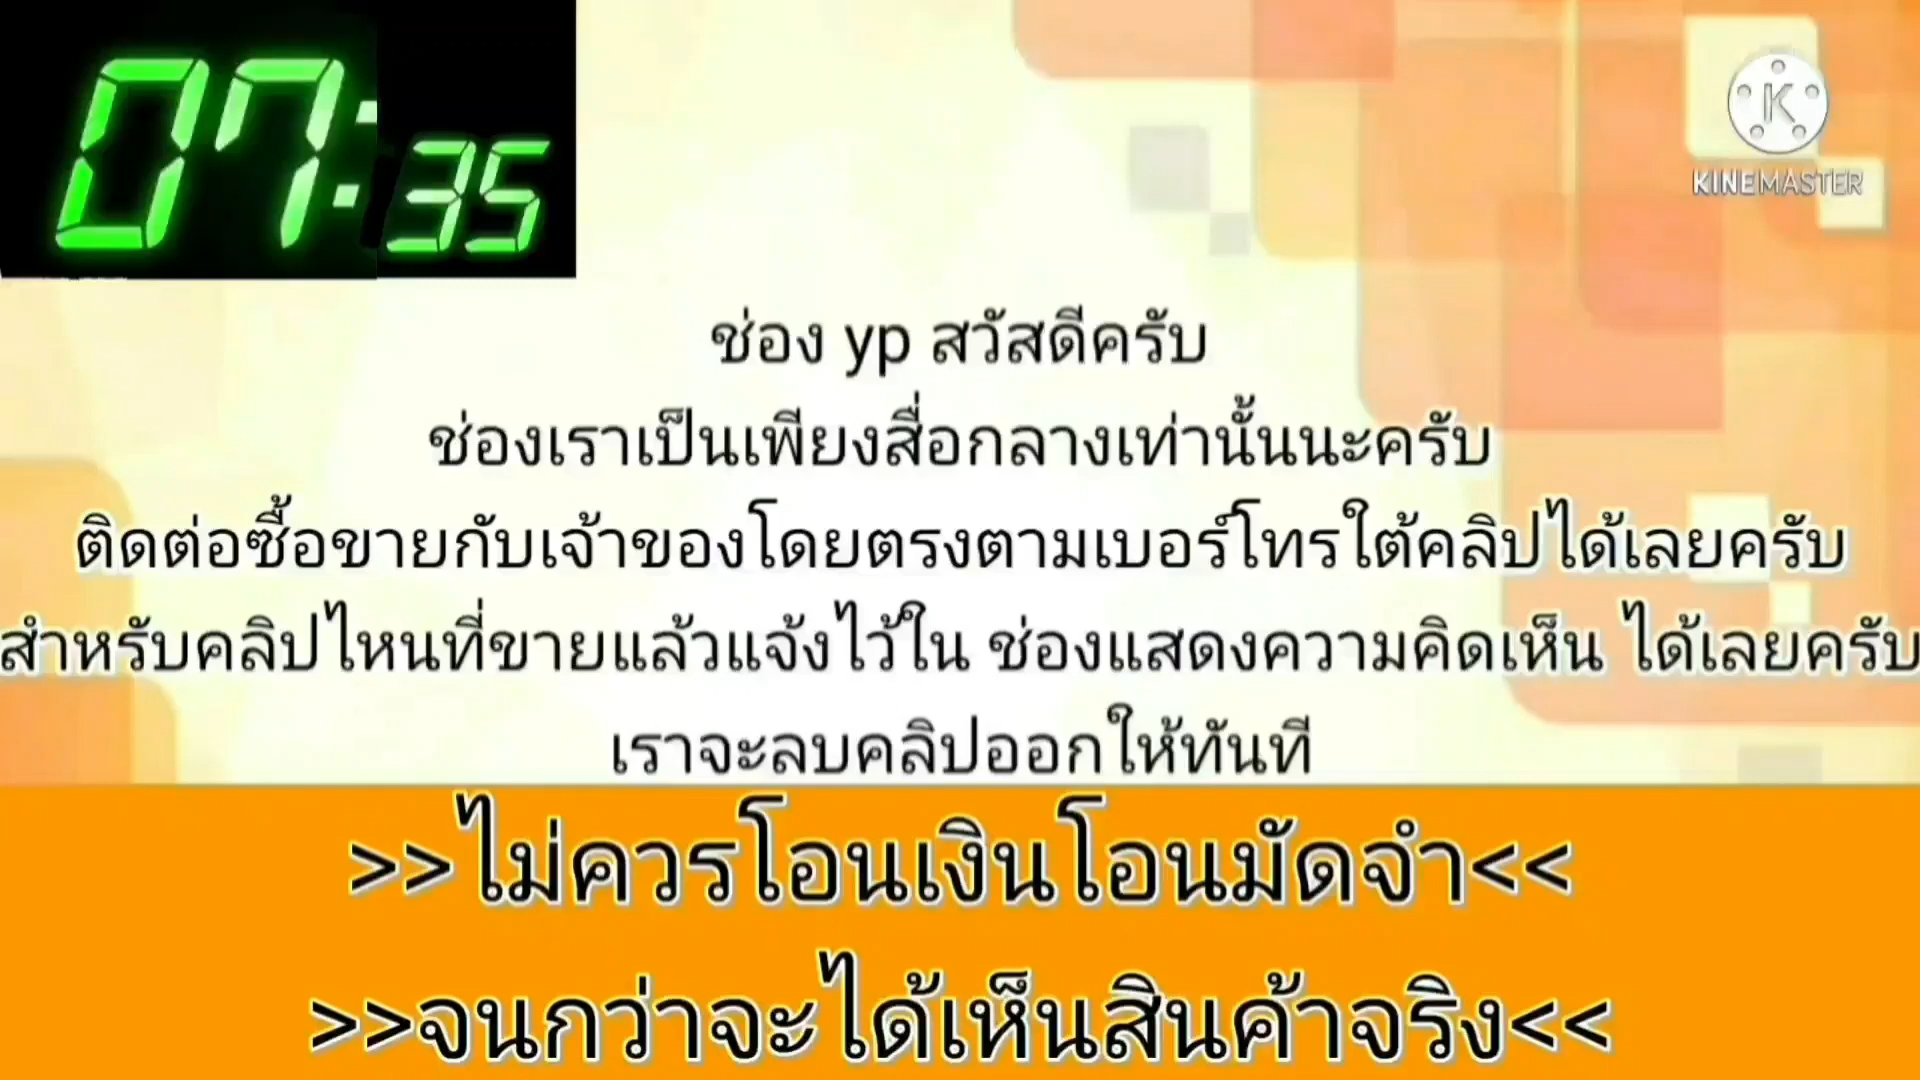 07:35
KINEMASTER
ช่อง yp สวัสดีครับ
ช่องเราเป็นเพียงสื่อกลางเท่านั้นนะครับ
ติดต่อซื้อขายกับเจ้าของโดยตรงตามเบอร์โทรใต้คลิปได้เลยครับ
สำหรับคลิปไหนที่ขายแล้วแจ้งไว้ใน ช่องแสดงความคิดเห็น ได้เลยครับ
เราจะลบคลิปออกให้ทันที
>>ไม่ควรโอนเงินโอนมัดจำ<<
>>จนกว่าจะได้เห็นสินค้าจริง<<